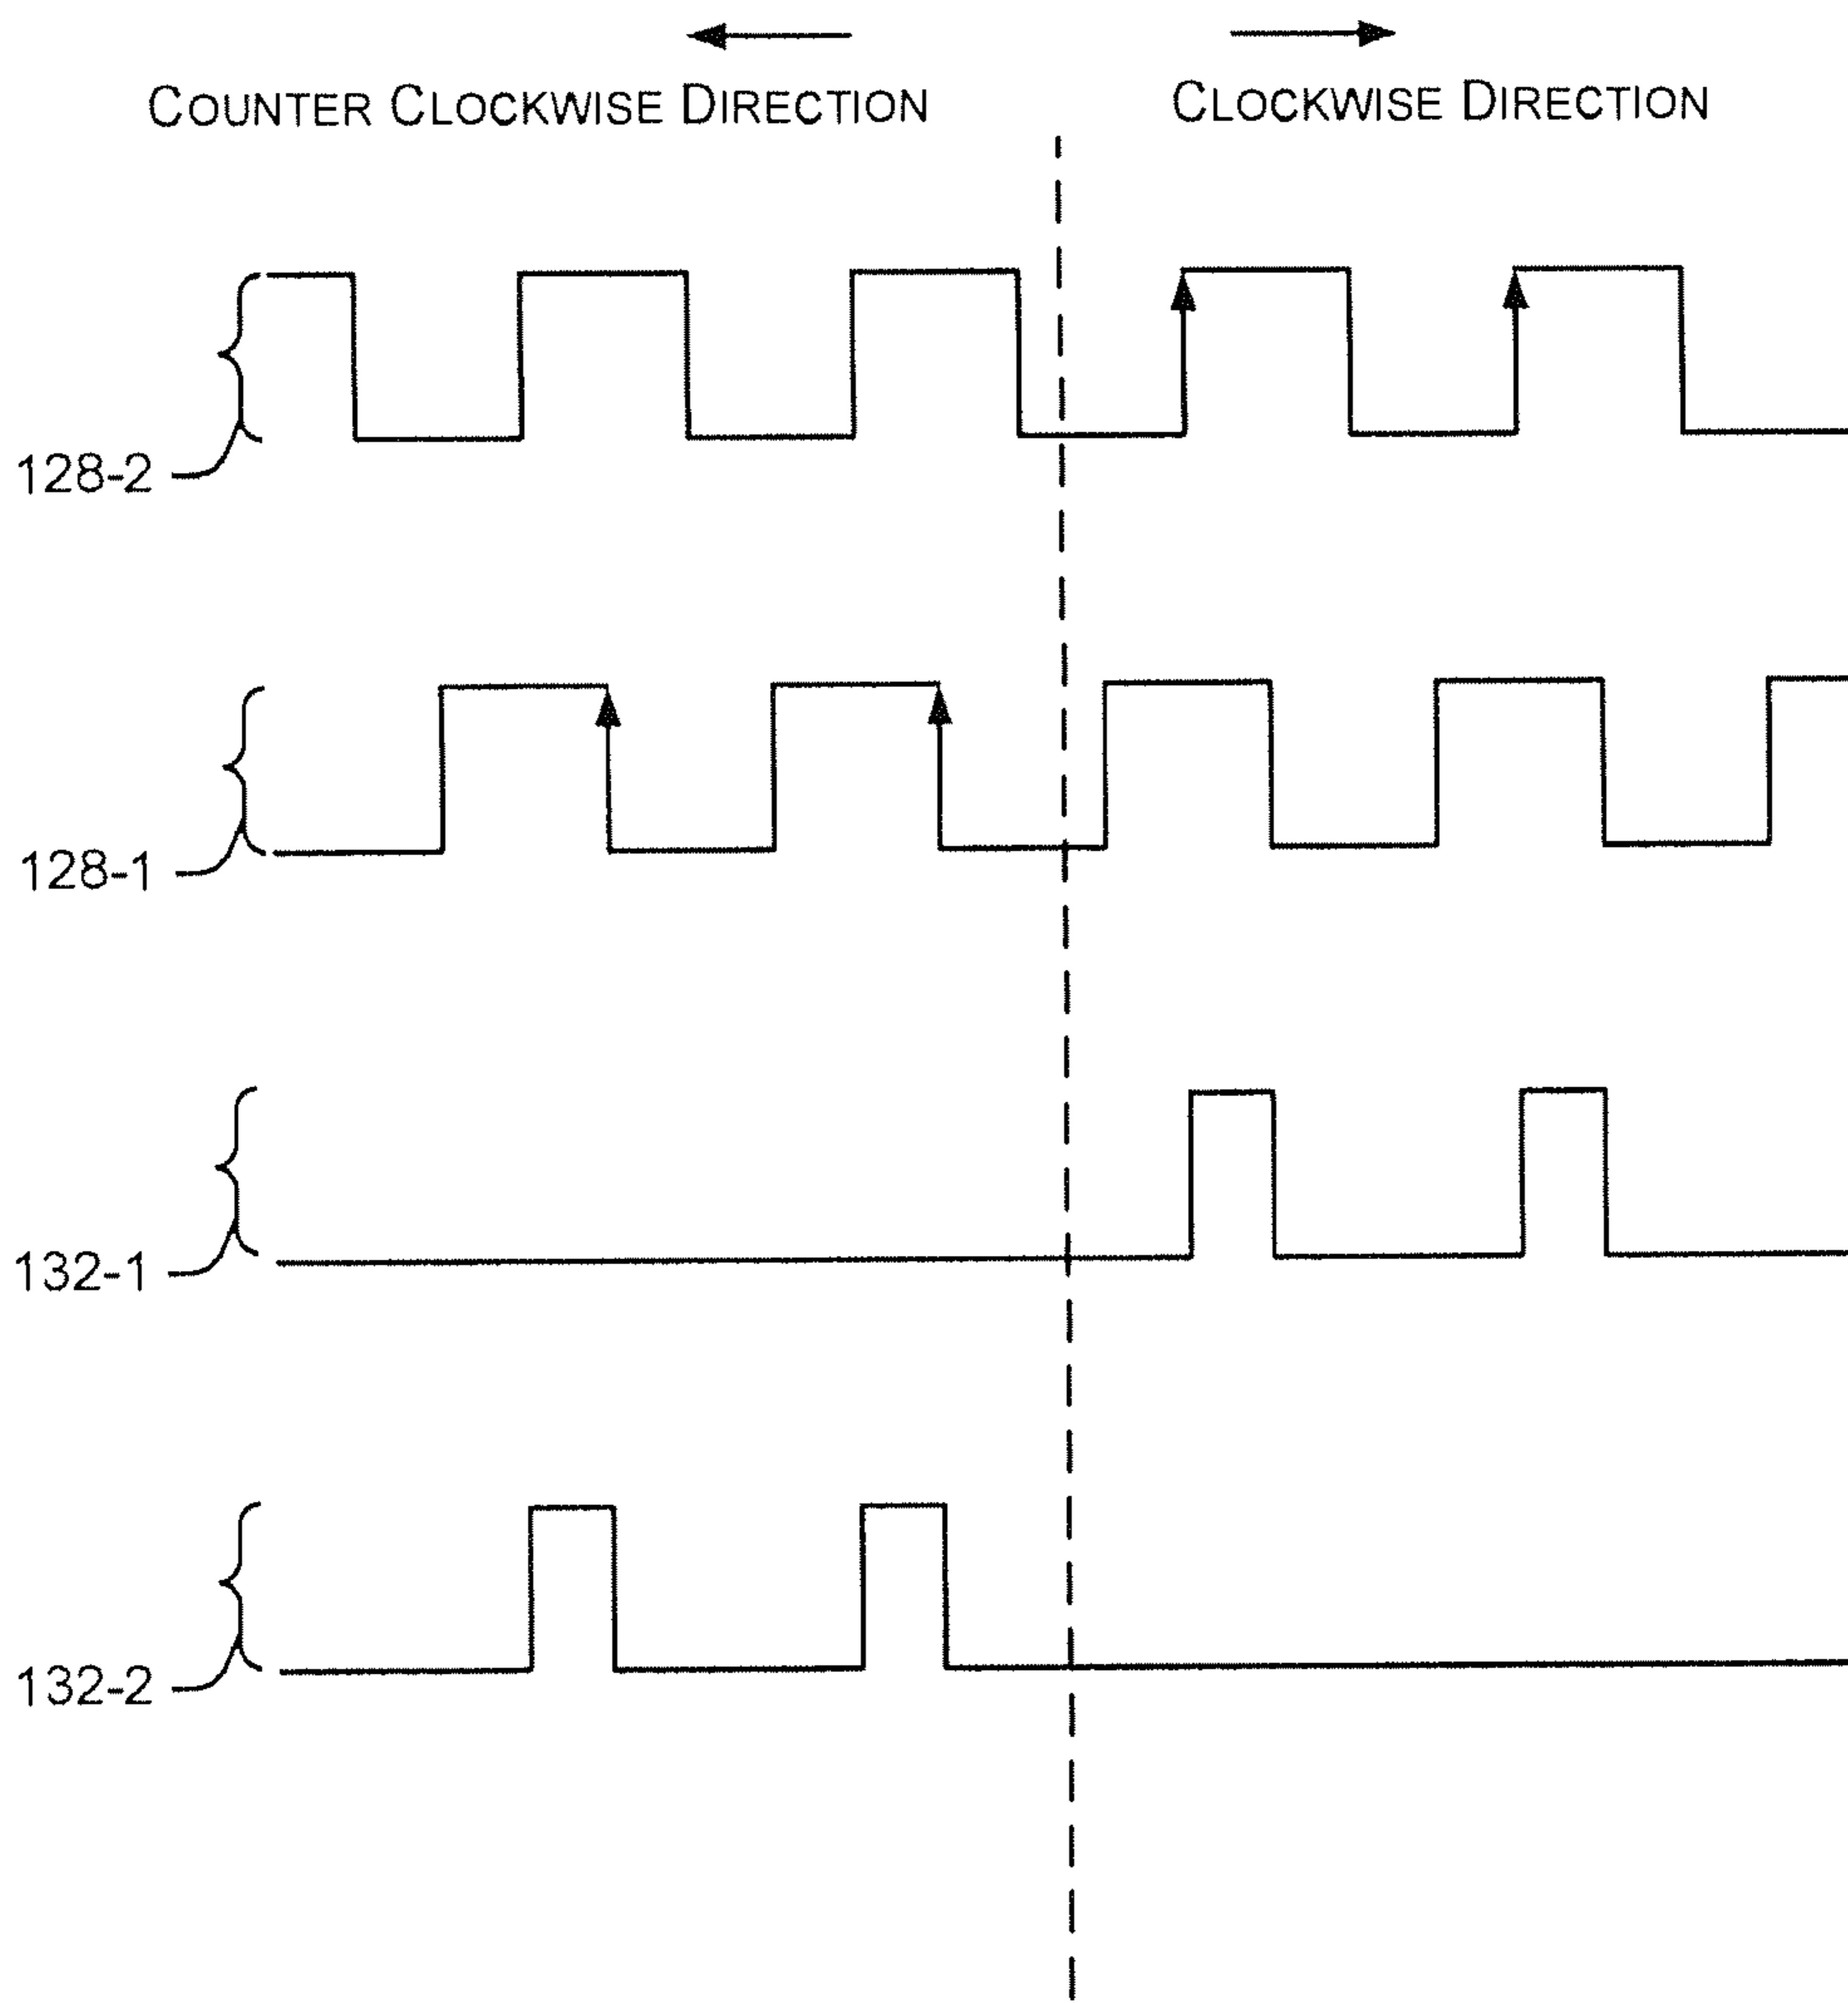 COUNTER CLOCKWISE DIRECTION
CLOCKWISE DIRECTION
128-2
128-1
132-1
132-2